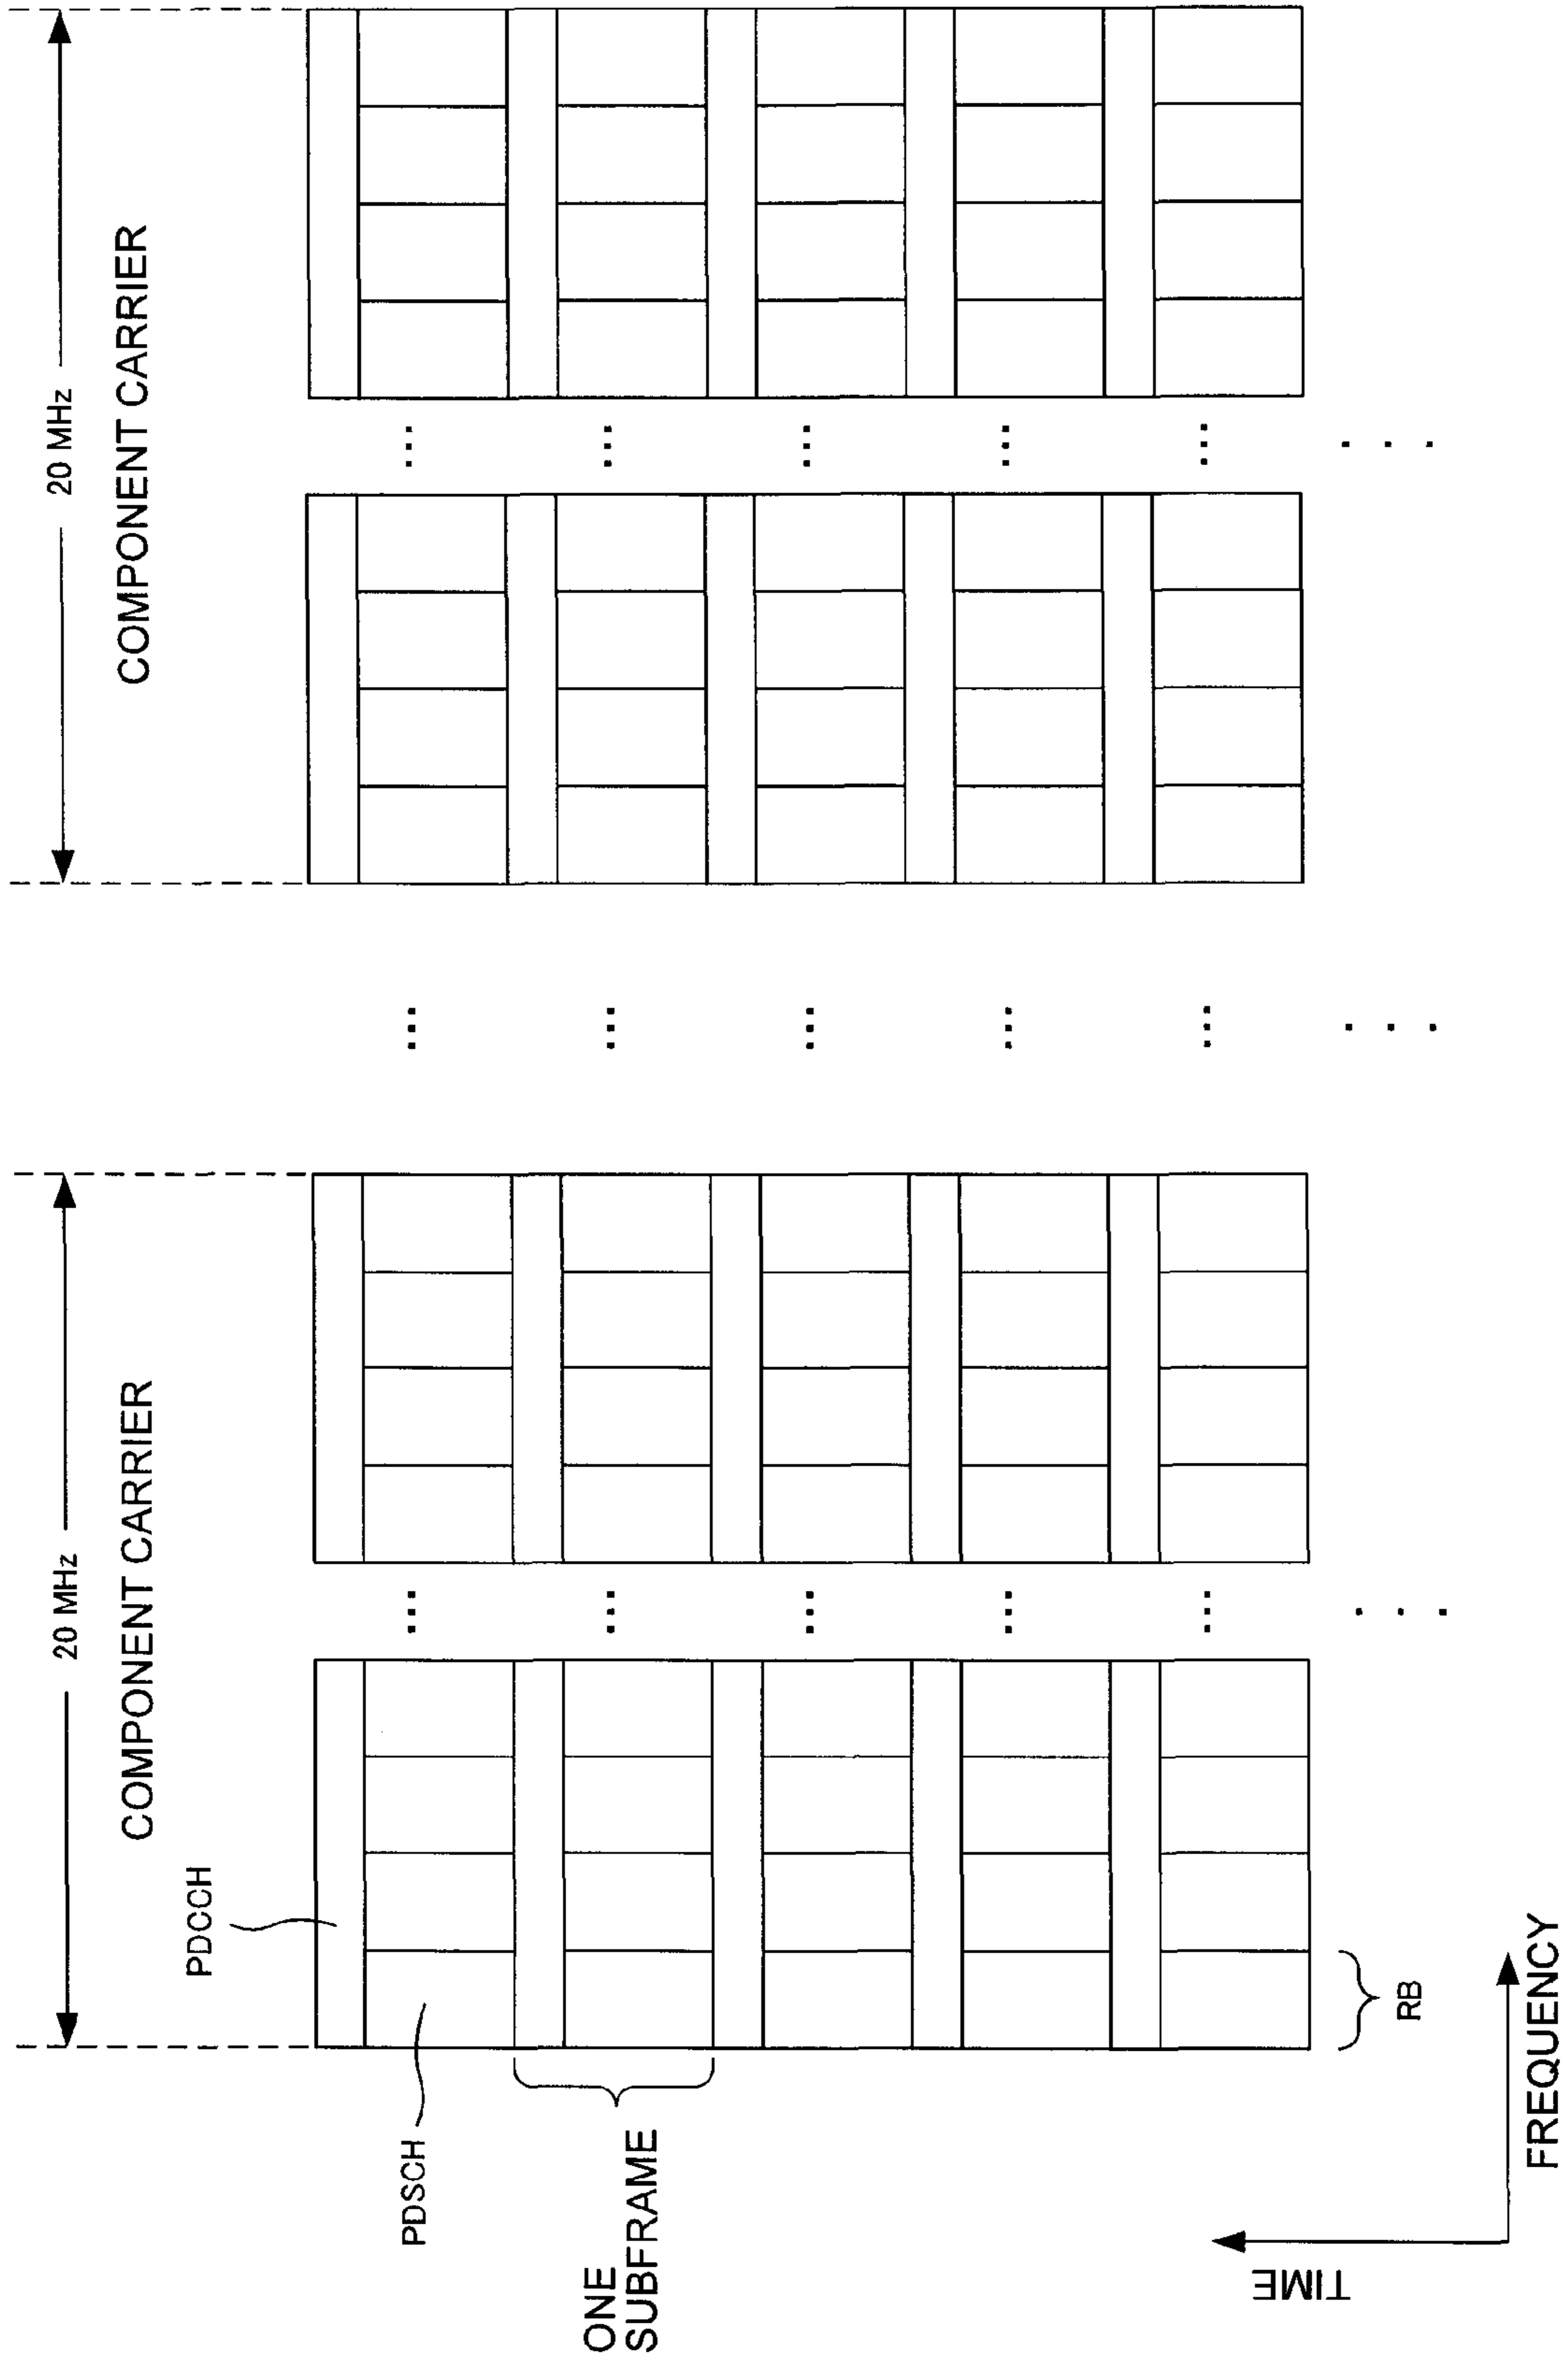 20 MHz
20 MHz
COMPONENT CARRIER
COMPONENT CARRIER
PDCCH
PDSCH
ONE
SUBFRAME
RB
TIME
FREQUENCY